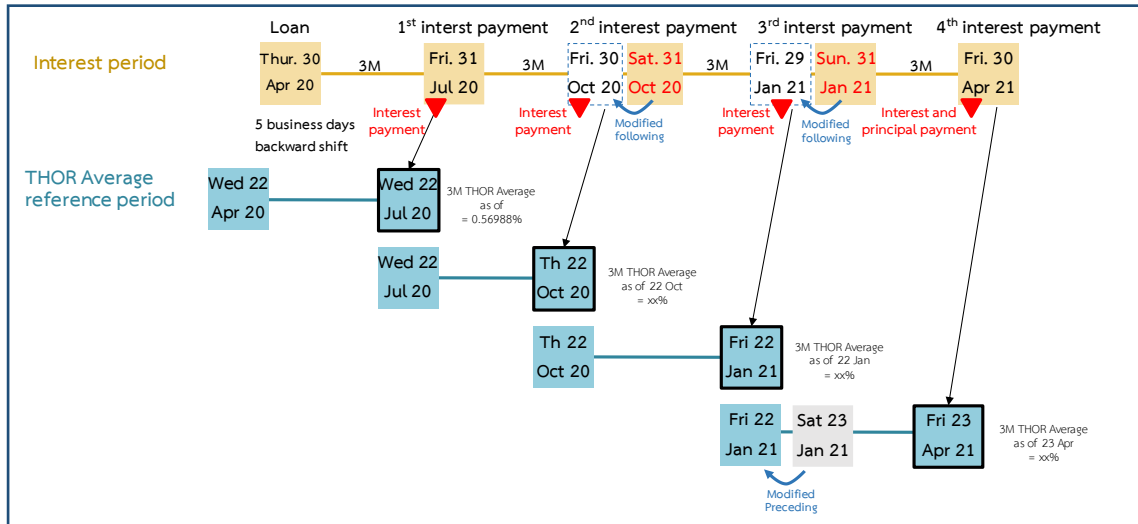 Loan
1st interst payment
2nd interest payment
3rd interst payment
4th interest payment
Interest period
Thur. 30
Apr 20
3M
Fri. 31
Jul 20
3M
Fri. 30
Oct 20
Sat. 31
Oct 20
3M
Fri. 29
Jan 21
Sun. 31
Jan 21
3M
Fri. 30
Apr 21
Interest
payment
Interest
payment
Modified
following
Interest
payment
Modified
following
Interest and
principal payment
5 business days
backward shift
THOR Average
reference period
Wed 22
Apr 20
Wed 22
Jul 20
3M THOR Average
as of
= 0.56988%
Wed 22
Jul 20
Th 22
Oct 20
3M THOR Average
as of 22 Oct
= xx%
Th 22
Oct 20
Fri 22
Jan 21
3M THOR Average
as of 22 Jan
= xx%
Fri 22
Jan 21
Sat 23
Jan 21
Fri 23
Apr 21
3M THOR Average
as of 23 Apr
= xx%
Modified
Preceding